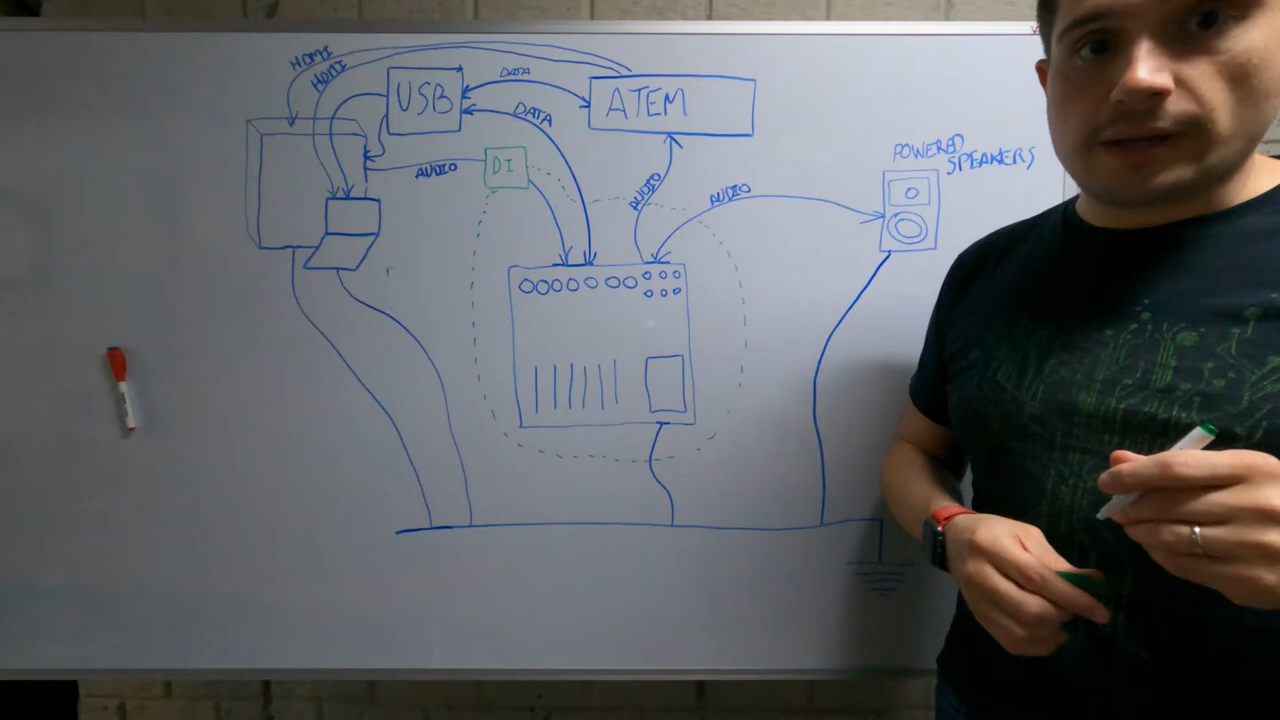 HDMI
HDMI
USB
DATA
DATA
ATEM
AUDIO
DI
AUDIO
AUDIO
POWERED
SPEAKERS